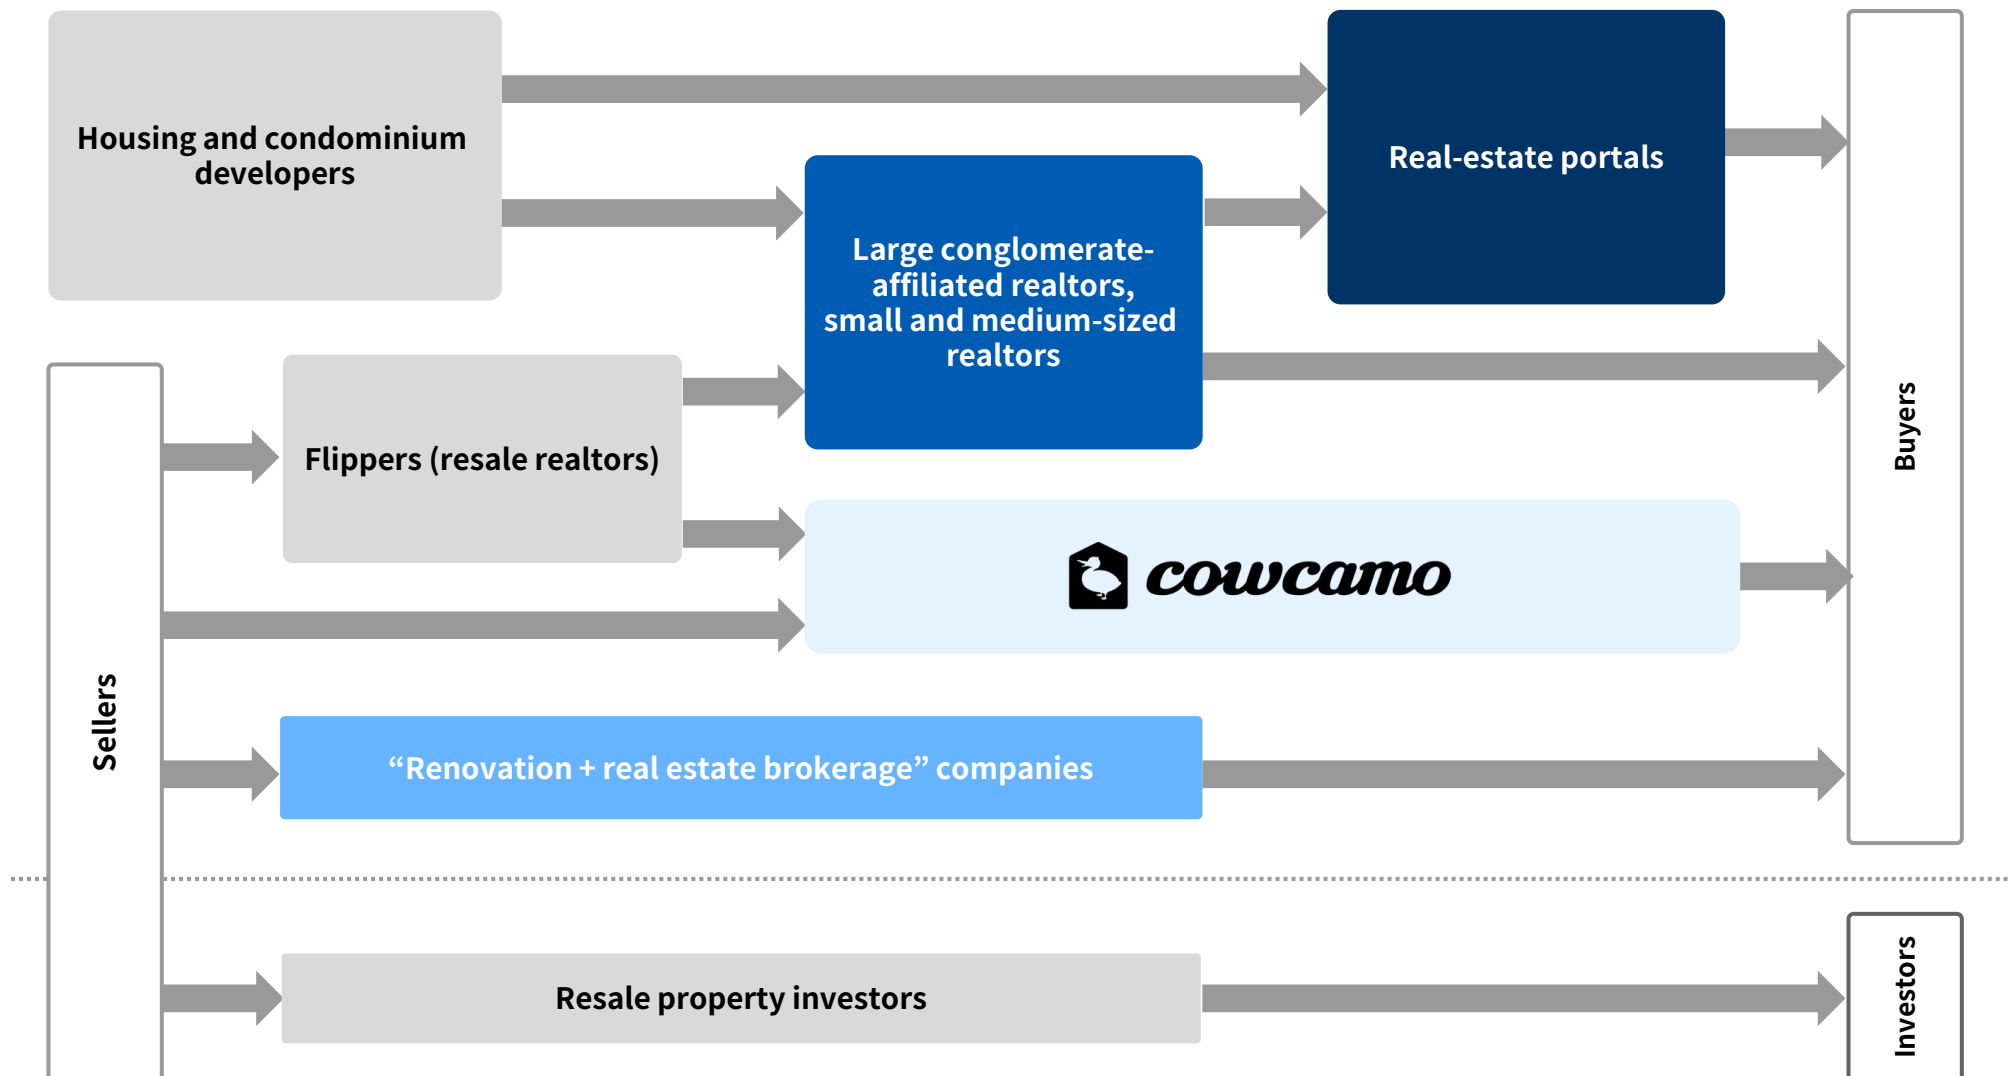 Housing and condominium
developers
Real-estate portals
Large conglomerate-
affiliated realtors,
small and medium-sized
realtors
Buyers
Flippers (resale realtors)
cowcamo
Sellers
“Renovation + real estate brokerage” companies
Resale property investors
Investors